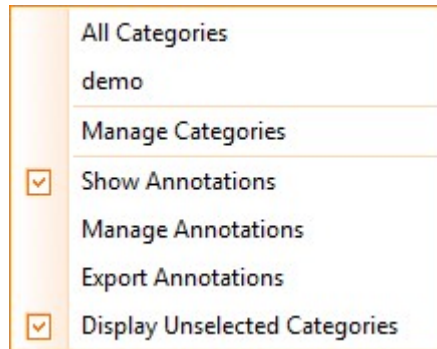 All Categories
demo
Manage Categories
Show Annotations
Manage Annotations
Export Annotations
Display Unselected Categories